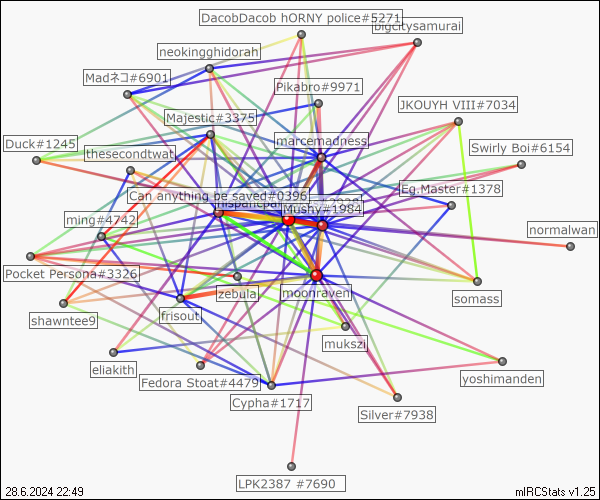 DacobDacob hORNY police#5271
bigcitysamurai
neokingghidorah
Madネコ#6901
Pikabro#9971
JKOUYH VIII#7034
Majestic#3375
marcemadness
Duck#1245
thesecondtwat
Swirly Boi#6154
Eg.Master#1378
Can anything be saved#0396
Mushy#1984
ming#4742
normalwan
Pocket Persona#3326
zebula
moonraven
somass
shawntee9
frisout
mukszij
eliakith
Fedora Stoat#4479
yoshimanden
Cypha#1717
Silver#7938
LPK2387 #7690
28.6.2024 22:49
mIRCStats v1.25